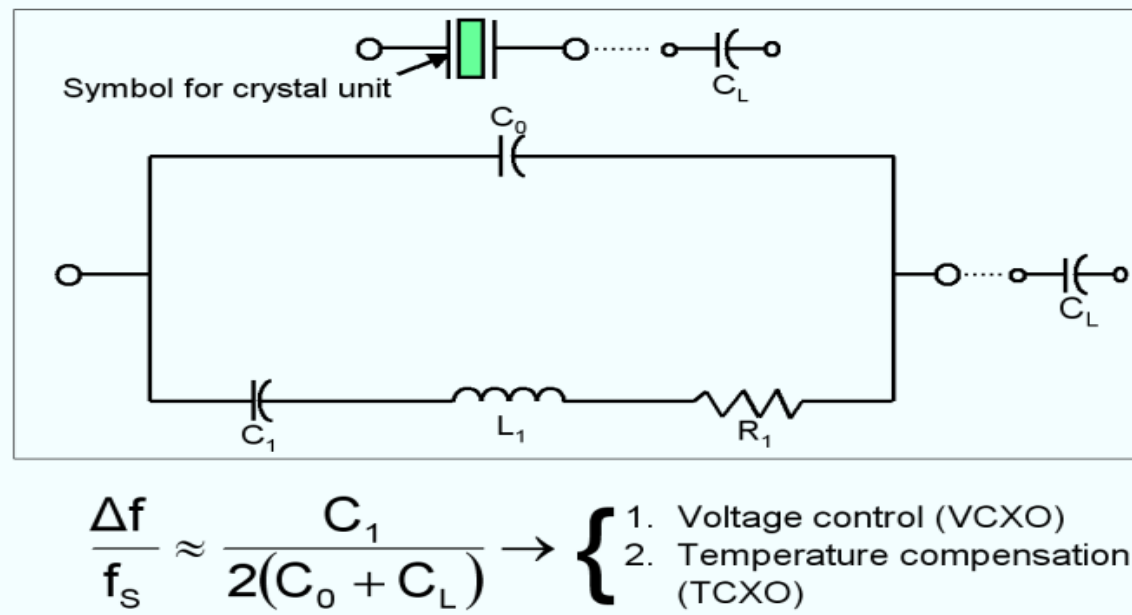 Symbol for crystal unit
C_L
C_0
C_L
C_1
L_1
R_1
Δf/f_S ≈ C_1/2(C_0 + C_L) → {
1. Voltage control (VCXO)
2. Temperature compensation
(TCXO)